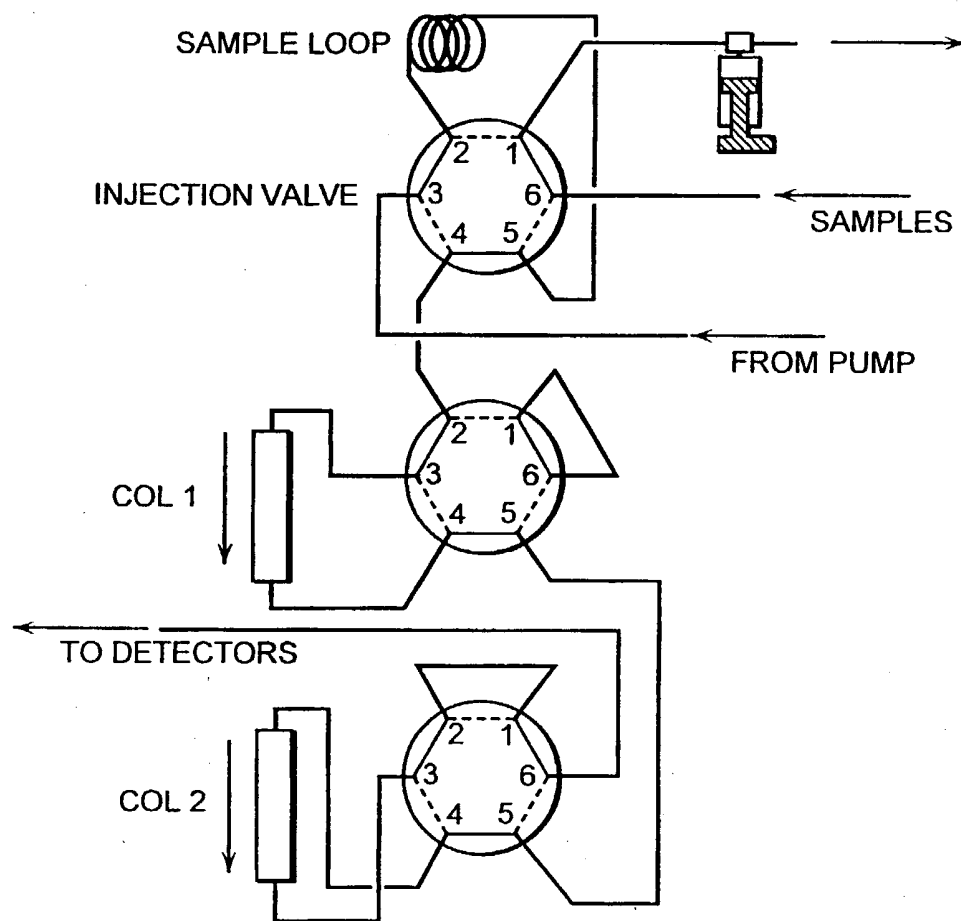 SAMPLE LOOP
2 1
INJECTION VALVE
3 6
4 5
SAMPLES
FROM PUMP
2 1
3 6
COL 1
4 5
TO DETECTORS
2 1
3 6
COL 2
4 5